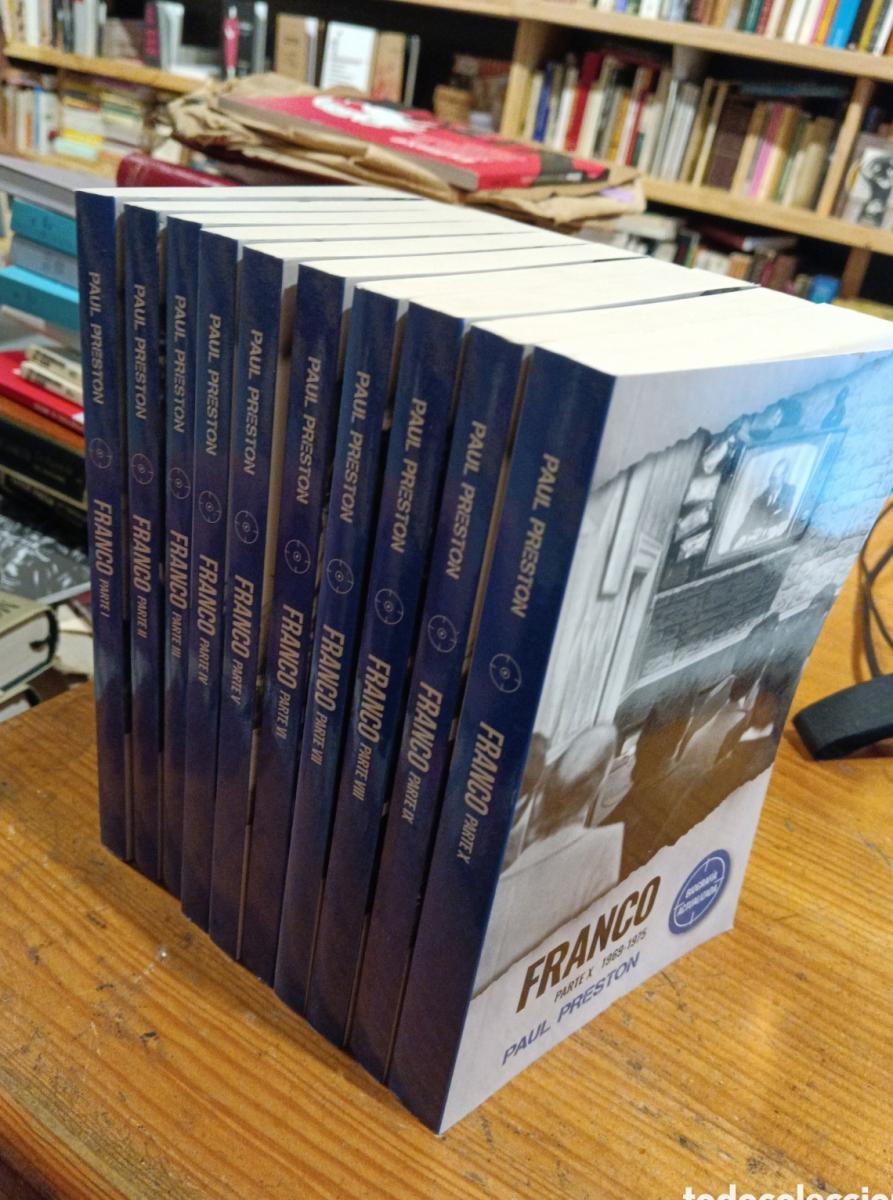 PAUL PRESTON FRANCO PARTE I
PAUL PRESTON FRANCO PARTE II
PAUL PRESTON FRANCO PARTE III
PAUL PRESTON FRANCO PARTE IV
PAUL PRESTON FRANCO PARTE V
PAUL PRESTON FRANCO PARTE VI
PAUL PRESTON FRANCO PARTE VII
PAUL PRESTON FRANCO PARTE VIII
PAUL PRESTON FRANCO PARTE IX
PAUL PRESTON FRANCO PARTE X
BIOGRAFÍA
ACTUALIZADA
FRANCO
PARTE X 1969-1975
PAUL PRESTON